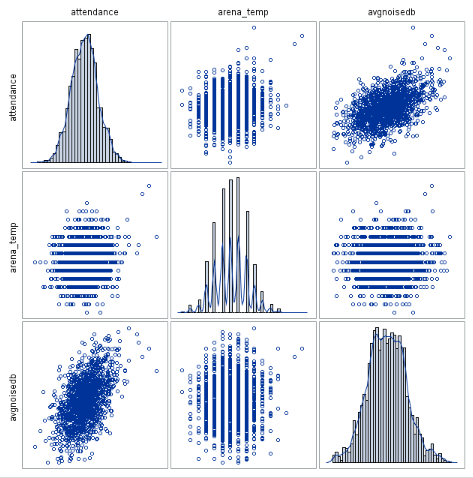 attendance
arena_temp
avgnoisedb
attendance
arena_temp
avgnoisedb